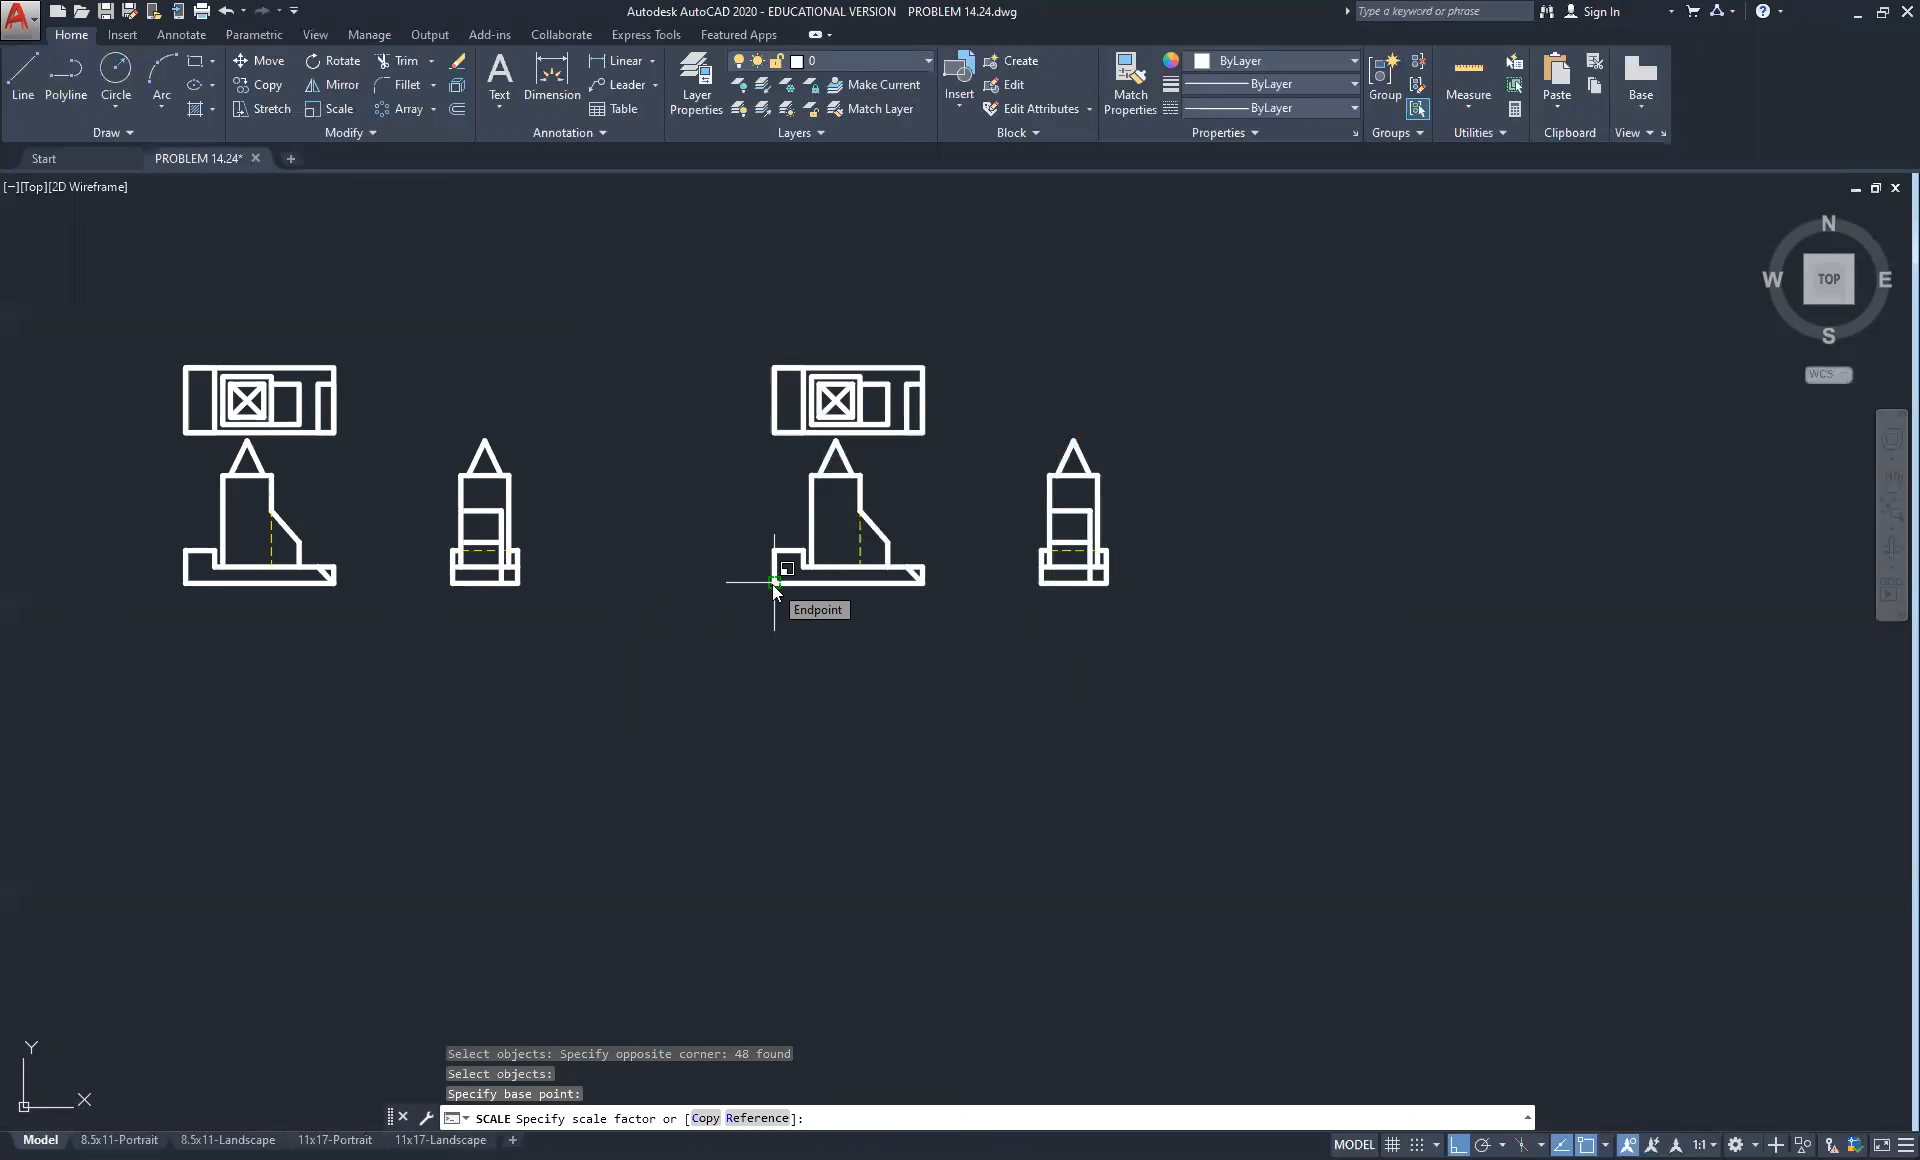 Autodesk AutoCAD 2020 - EDUCATIONAL VERSION PROBLEM 14.24.dwg
Type a keyword or phrase
Sign In
Home Insert Annotate Parametric View Manage Output Add-ins Collaborate Express Tools Featured Apps
Line Polyline Circle Arc
Move Rotate Trim
Copy Mirror Fillet
Stretch Scale Array
Text Dimension
Linear
Leader
Table
Layer Properties
0
Make Current
Match Layer
Insert
Create
Edit
Edit Attributes
Match Properties
ByLayer
ByLayer
ByLayer
Group
Measure
Paste
Base
Draw Modify Annotation Layers Block Properties Groups Utilities Clipboard View
Start PROBLEM 14.24*
[−][Top][2D Wireframe]
N
W TOP E
S
WCS
Endpoint
Y
X
Select objects: Specify opposite corner: 48 found
Select objects:
Specify base point:
SCALE Specify scale factor or [Copy Reference]:
Model 8.5x11-Portrait 8.5x11-Landscape 11x17-Portrait 11x17-Landscape
MODEL 1:1